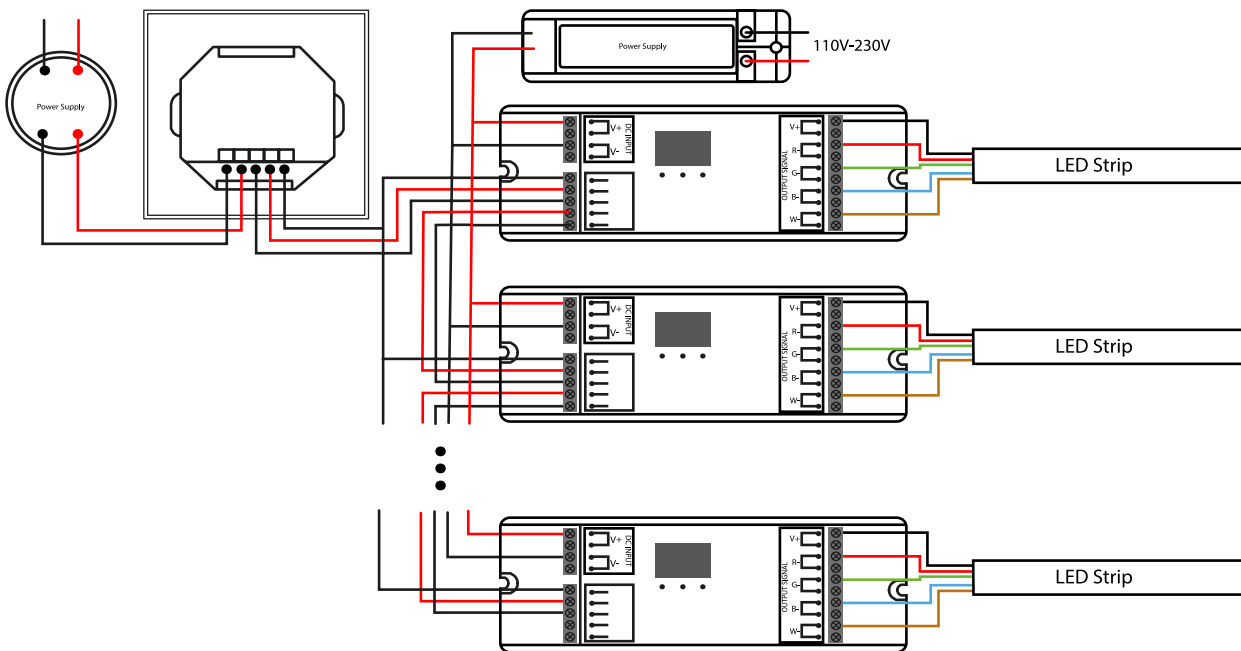 Power Supply
Power Supply
110V-230V
V+
V-
DC INPUT
OUTPUT SIGNAL
V+
R-
G-
B-
W-
LED Strip
V+
V-
DC INPUT
OUTPUT SIGNAL
V+
R-
G-
B-
W-
LED Strip
V+
V-
DC INPUT
OUTPUT SIGNAL
V+
R-
G-
B-
W-
LED Strip